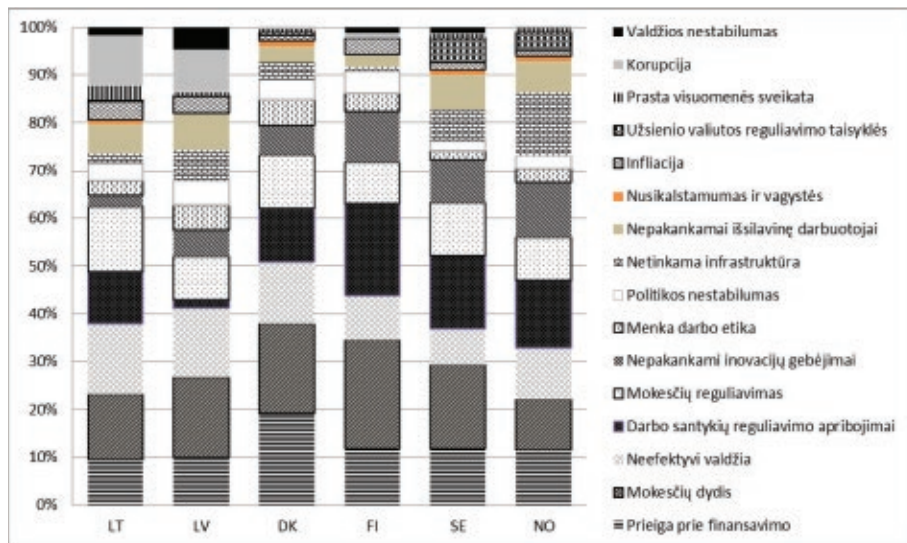 100%
90%
80%
70%
60%
50%
40%
30%
20%
10%
0%
LT LV DK FI SE NO
Valdžios nestabilumas
Korupcija
Prasta visuomenės sveikata
Užsienio valiutos reguliavimo taisyklės
Infliacija
Nusikalstamumas ir vagystės
Nepakankamai išsilavinę darbuotojai
Netinkama infrastruktūra
Politikos nestabilumas
Menka darbo etika
Nepakankami inovacijų gebėjimai
Mokesčių reguliavimas
Darbo santykių reguliavimo apribojimai
Neefektyvi valdžia
Mokesčių dydis
Prieiga prie finansavimo